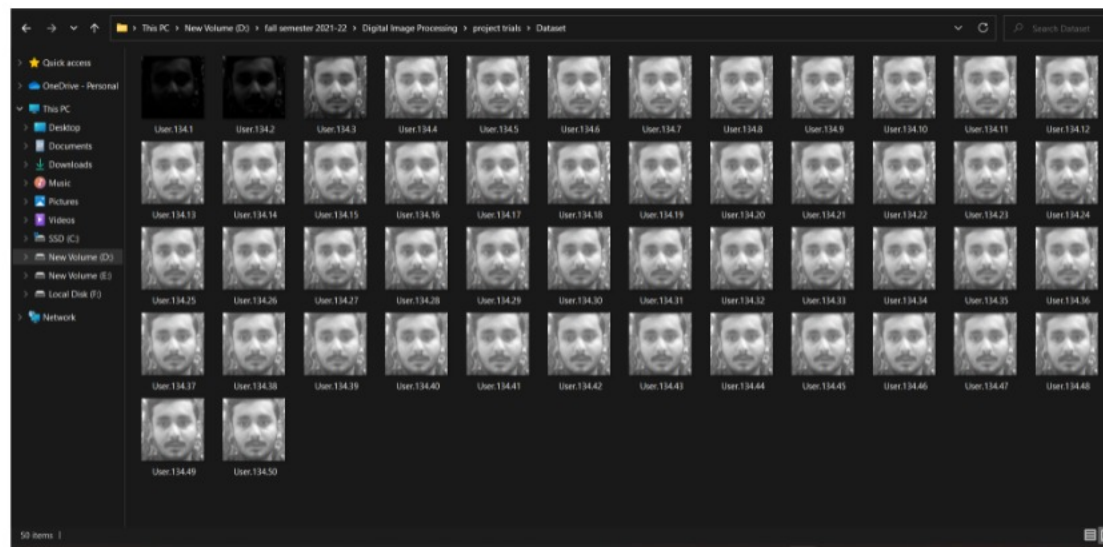 This PC > New Volume (D:) > fall semester 2021-22 > Digital Image Processing > project trials > Dataset
Search Dataset
Quick access
OneDrive - Personal
This PC
Desktop
Documents
Downloads
Music
Pictures
Videos
SSD (C:)
New Volume (D:)
New Volume (E:)
Local Disk (F:)
Network
User.134.1 User.134.2 User.134.3 User.134.4 User.134.5 User.134.6 User.134.7 User.134.8 User.134.9 User.134.10 User.134.11 User.134.12
User.134.13 User.134.14 User.134.15 User.134.16 User.134.17 User.134.18 User.134.19 User.134.20 User.134.21 User.134.22 User.134.23 User.134.24
User.134.25 User.134.26 User.134.27 User.134.28 User.134.29 User.134.30 User.134.31 User.134.32 User.134.33 User.134.34 User.134.35 User.134.36
User.134.37 User.134.38 User.134.39 User.134.40 User.134.41 User.134.42 User.134.43 User.134.44 User.134.45 User.134.46 User.134.47 User.134.48
User.134.49 User.134.50
50 items